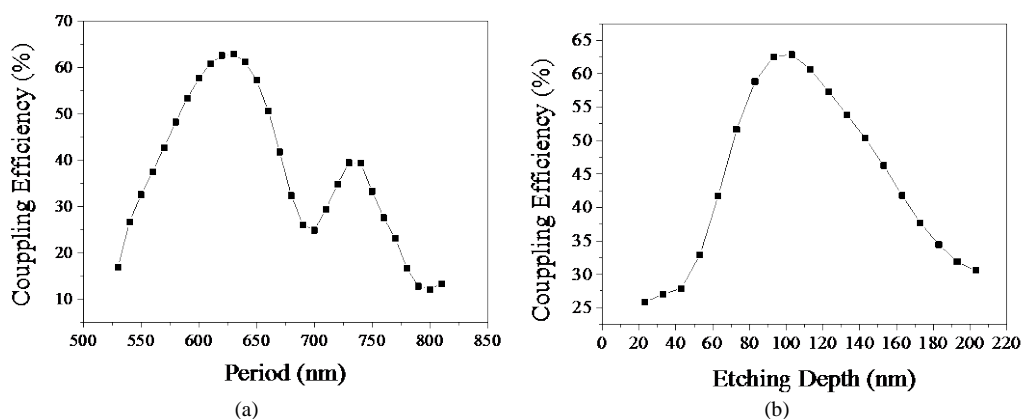 70
60
50
40
30
20
10
Couppling Efficiency (%)
500 550 600 650 700 750 800 850
Period (nm)
(a)
65
60
55
50
45
40
35
30
25
Couppling Efficiency (%)
0 20 40 60 80 100 120 140 160 180 200 220
Etching Depth (nm)
(b)